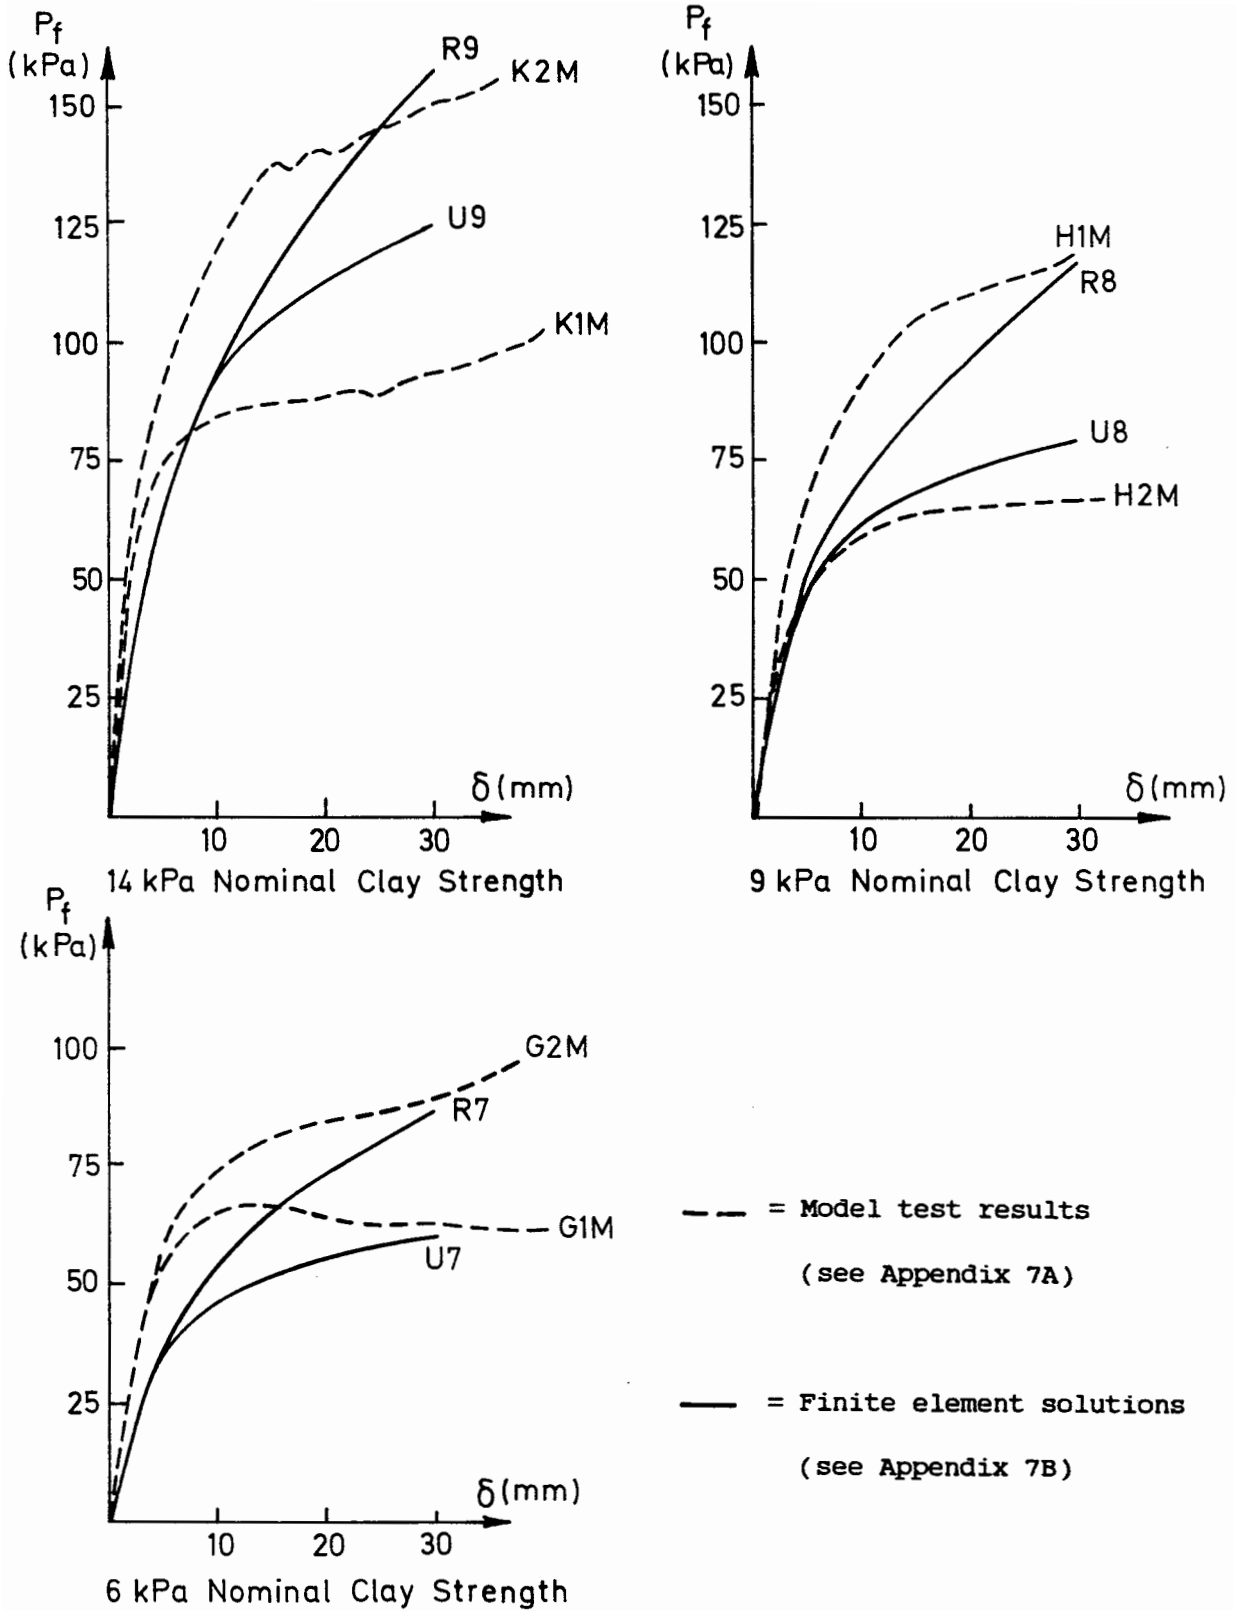 P_f
(kPa)
150
125
100
75
50
25
R9
K2M
U9
K1M
δ(mm)
10 20 30
14 kPa Nominal Clay Strength
P_f
(kPa)
150
125
100
75
50
25
H1M
R8
U8
H2M
δ(mm)
10 20 30
9 kPa Nominal Clay Strength
P_f
(kPa)
100
75
50
25
G2M
R7
G1M
U7
δ(mm)
10 20 30
6 kPa Nominal Clay Strength
= Model test results
(see Appendix 7A)
= Finite element solutions
(see Appendix 7B)